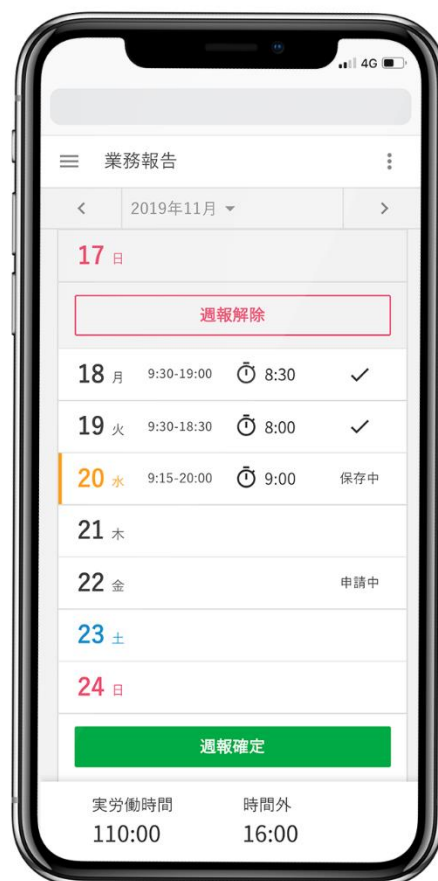 4G
業務報告
2019年11月
17 日
週報解除
18 月 9:30-19:00 8:30
19 火 9:30-18:30 8:00
20 水 9:15-20:00 9:00 保存中
21 木
22 金 申請中
23 土
24 日
週報確定
実労働時間 時間外
110:00 16:00